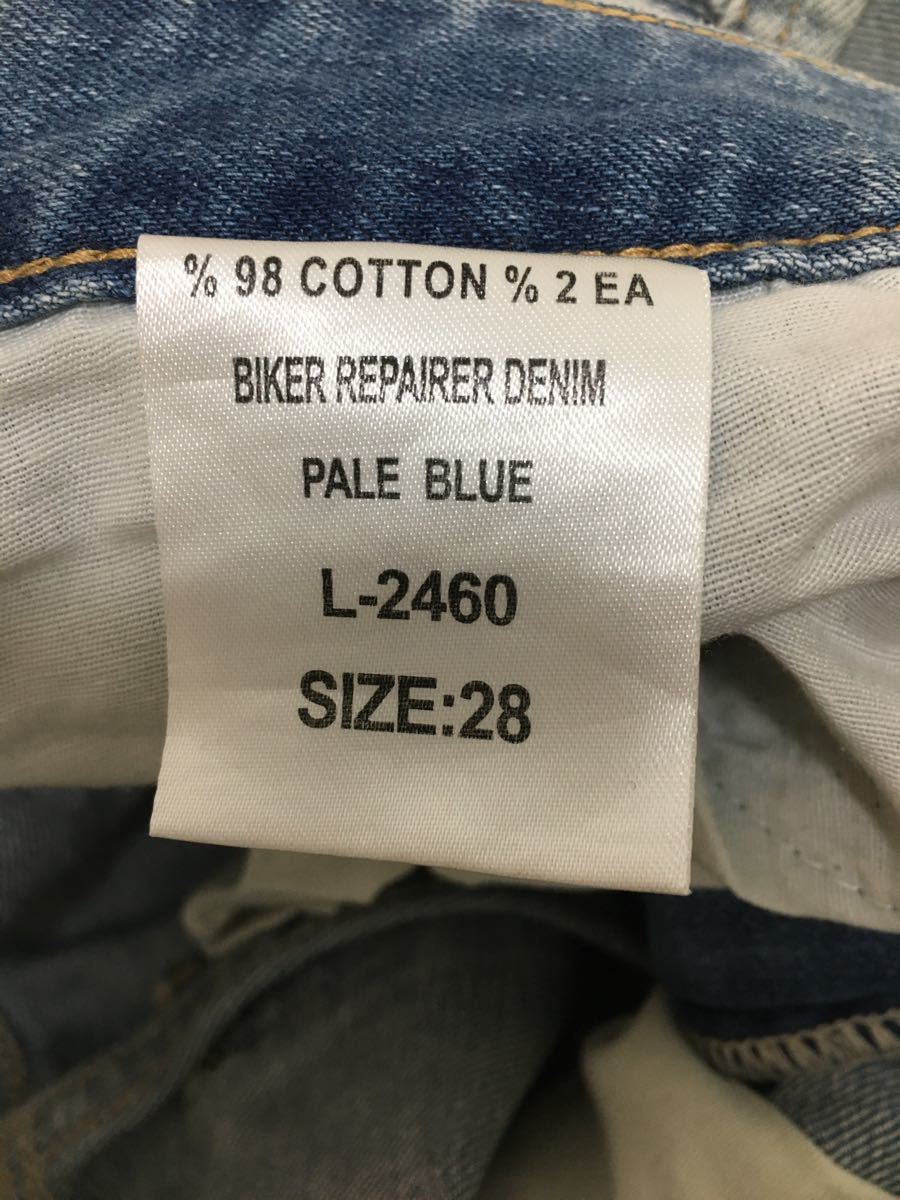 % 98 COTTON % 2 EA
BIKER REPAIRER DENIM
PALE BLUE
L-2460
SIZE:28